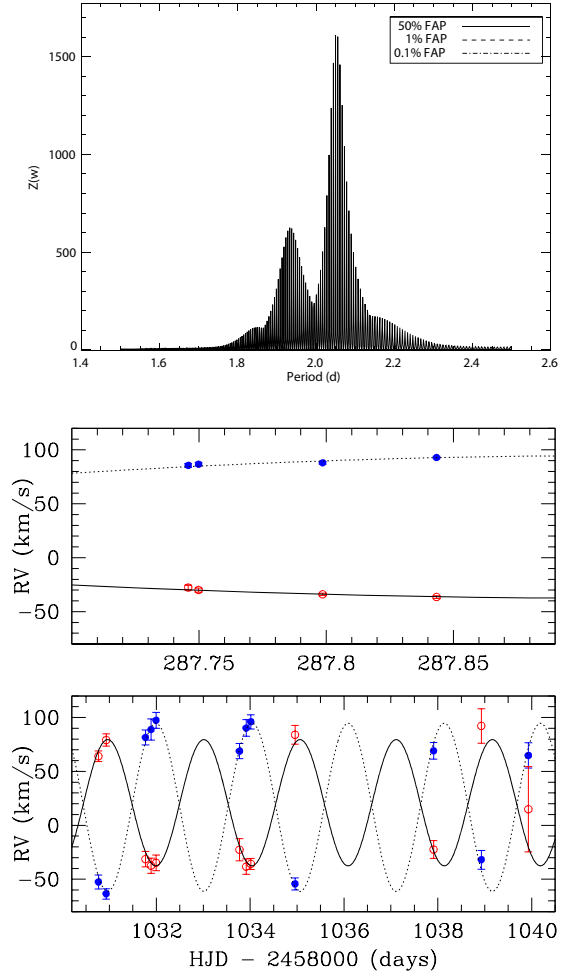 50% FAP
1% FAP
0.1% FAP
1500
1000
500
0
Z(w)
1.4 1.6 1.8 2.0 2.2 2.4 2.6
Period (d)
100
50
0
−50
RV (km/s)
287.75 287.8 287.85
100
50
0
−50
RV (km/s)
1032 1034 1036 1038 1040
HJD − 2458000 (days)